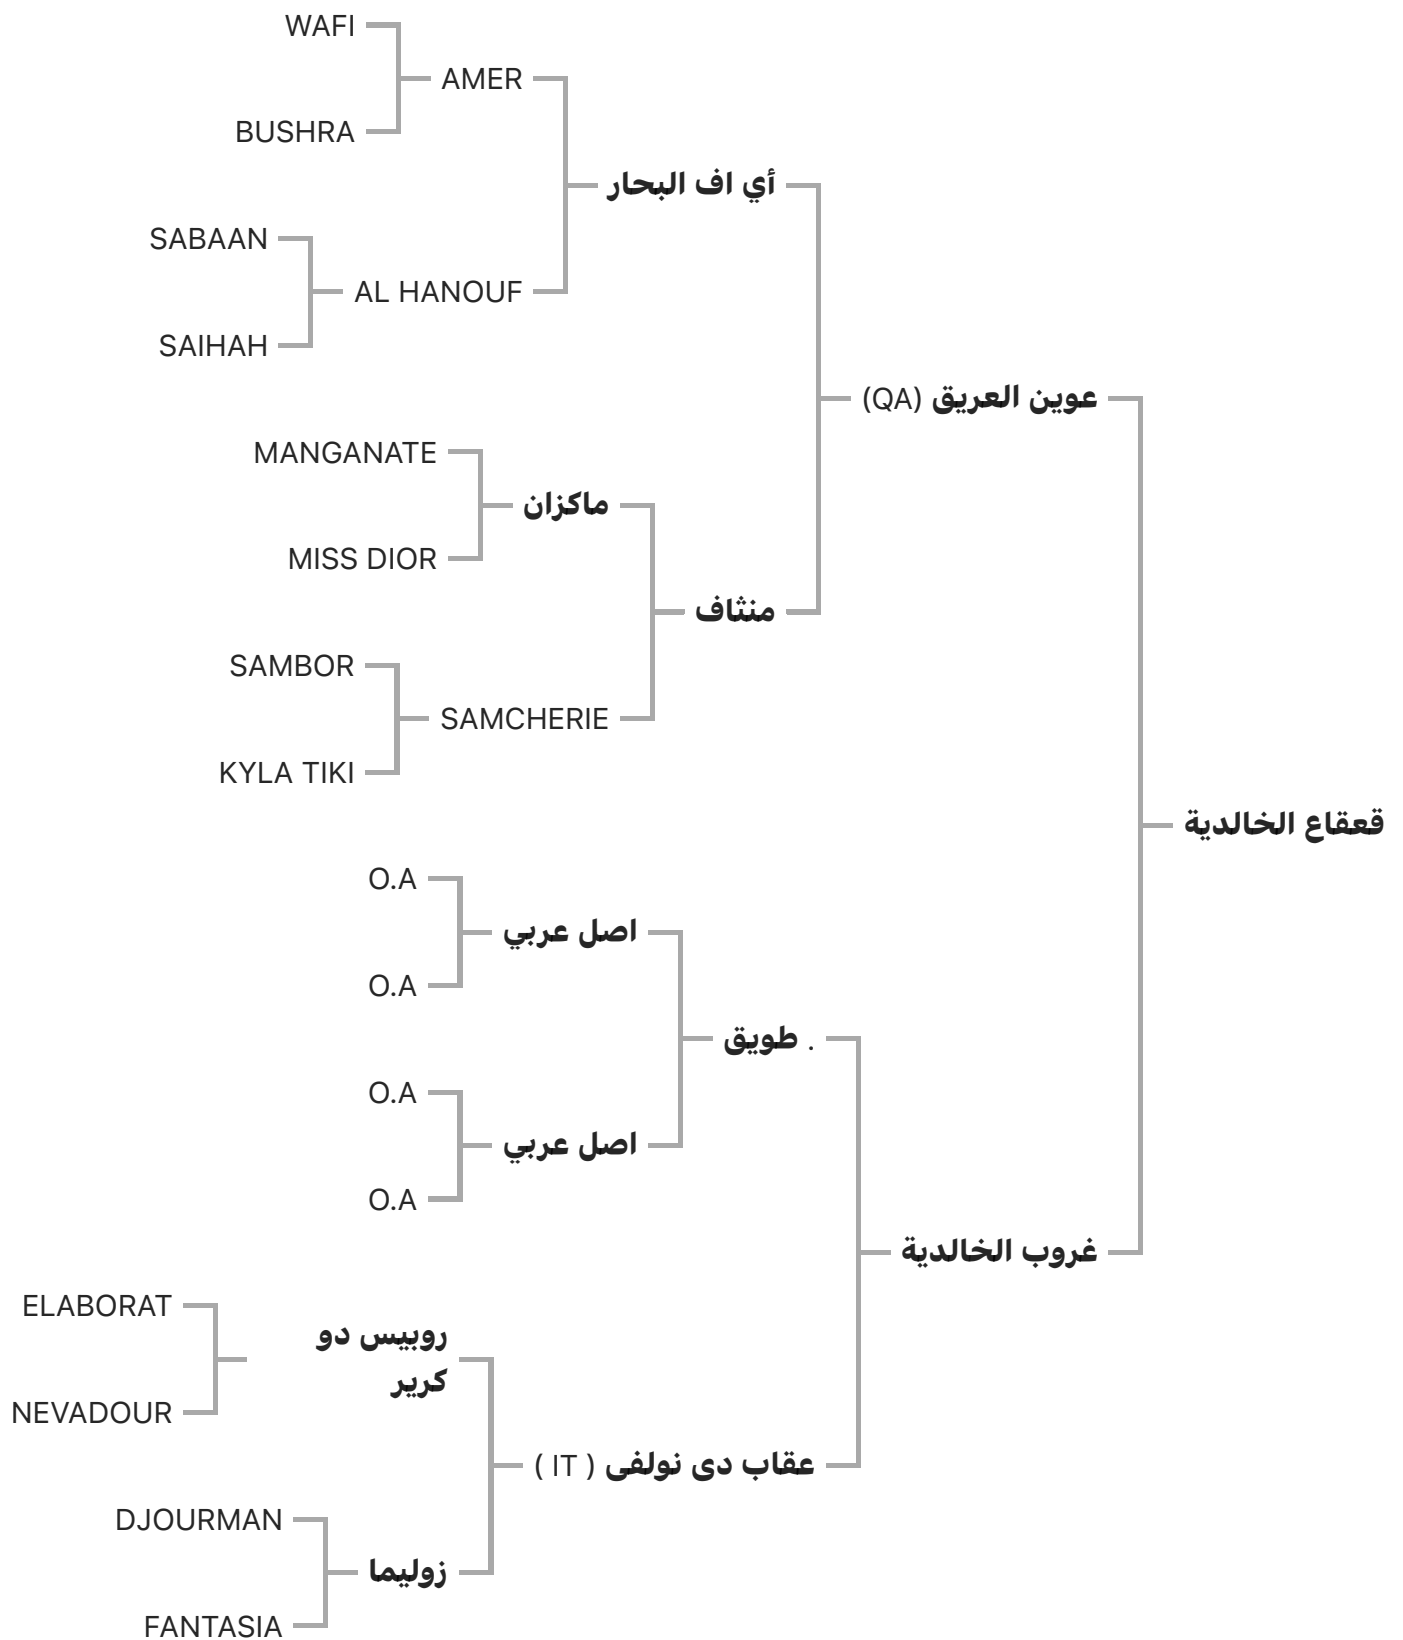 WAFI
AMER
BUSHRA
أي اف البحار
SABAAN
AL HANOUF
SAIHAH
عوين العريق (QA)
MANGANATE
ماكزان
MISS DIOR
منثاف
SAMBOR
SAMCHERIE
KYLA TIKI
قعقاع الخالدية
O.A
اصل عربي
O.A
. طويق
O.A
اصل عربي
O.A
غروب الخالدية
ELABORAT
روبيس دو
كرير
NEVADOUR
عقاب دى نولفى ( IT )
DJOURMAN
زوليما
FANTASIA